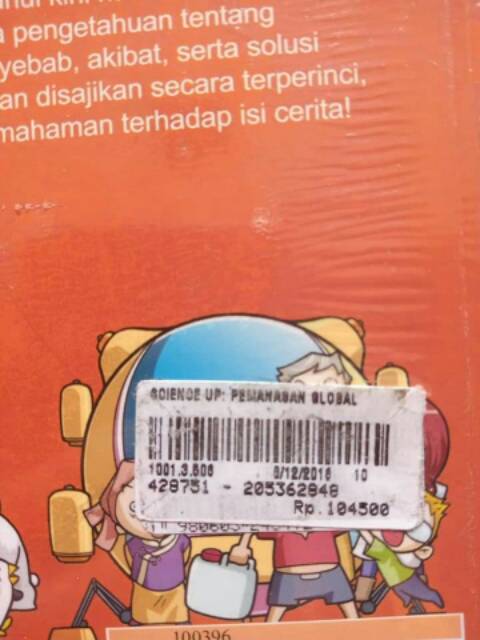 a pengetahuan tentang
yebab, akibat, serta solusi
an disajikan secara terperinci,
mahaman terhadap isi cerita!
SCIENCE UP: PEMANASAN GLOBAL
1001.3.606 8/12/2016 10
428751 - 205362848
Rp.104500
100396